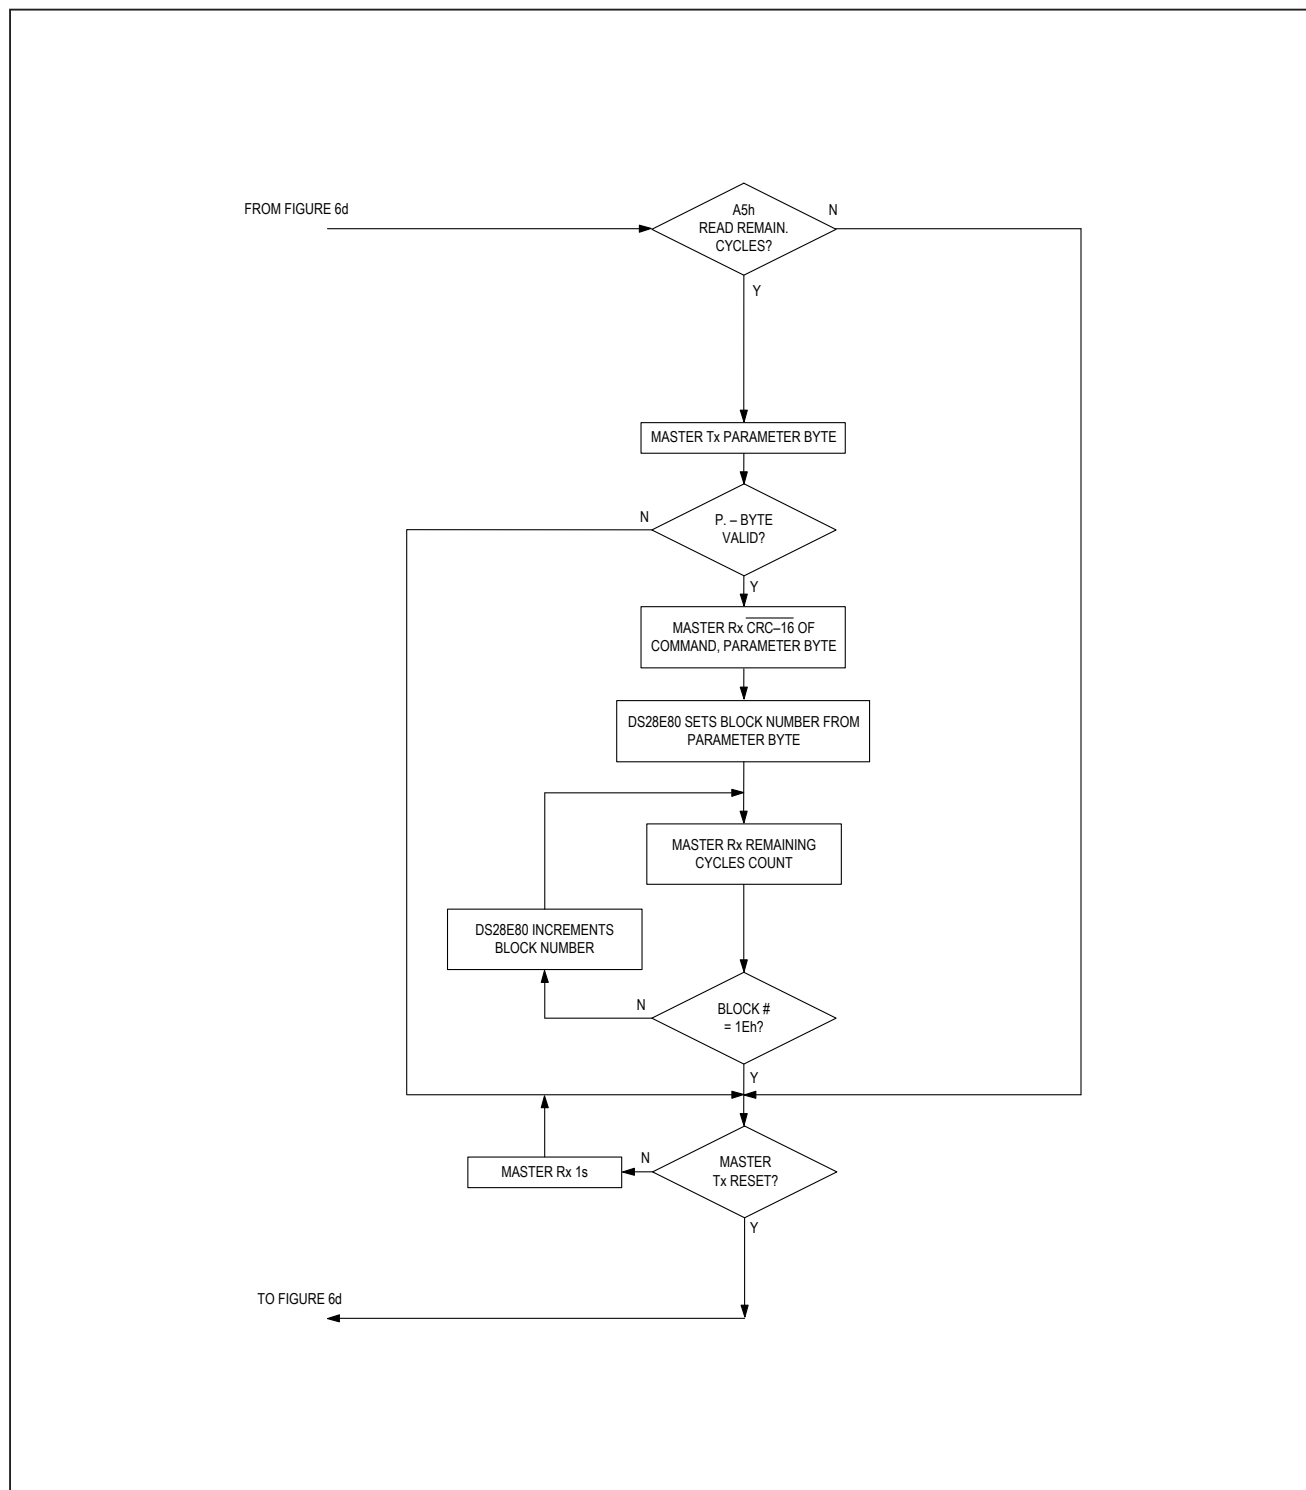 FROM FIGURE 6d
A5h
READ REMAIN.
CYCLES?
N
Y
MASTER Tx PARAMETER BYTE
N
P. – BYTE
VALID?
Y
MASTER Rx CRC–16 OF
COMMAND, PARAMETER BYTE
DS28E80 SETS BLOCK NUMBER FROM
PARAMETER BYTE
MASTER Rx REMAINING
CYCLES COUNT
DS28E80 INCREMENTS
BLOCK NUMBER
N
BLOCK #
= 1Eh?
Y
MASTER Rx 1s
N
MASTER
Tx RESET?
Y
TO FIGURE 6d